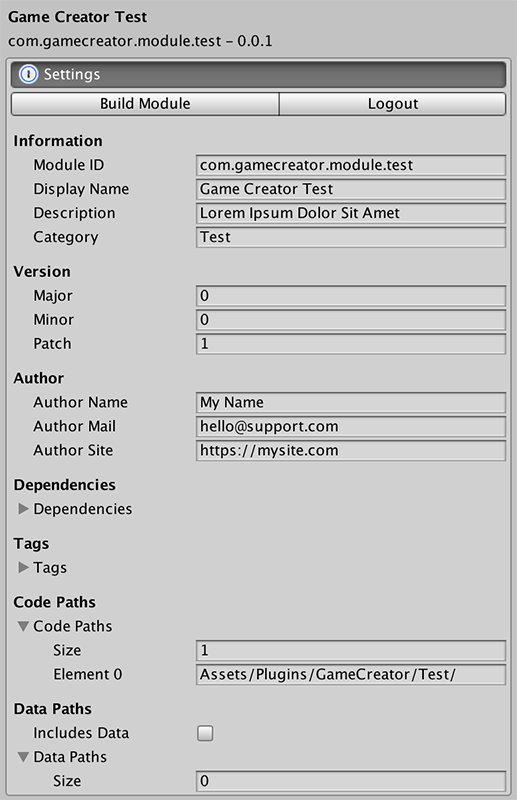 Game Creator Test
com.gamecreator.module.test – 0.0.1
Settings
Build Module Logout
Information
Module ID com.gamecreator.module.test
Display Name Game Creator Test
Description Lorem Ipsum Dolor Sit Amet
Category Test
Version
Major 0
Minor 0
Patch 1
Author
Author Name My Name
Author Mail hello@support.com
Author Site https://mysite.com
Dependencies
Dependencies
Tags
Tags
Code Paths
Code Paths
Size 1
Element 0 Assets/Plugins/GameCreator/Test/
Data Paths
Includes Data
Data Paths
Size 0